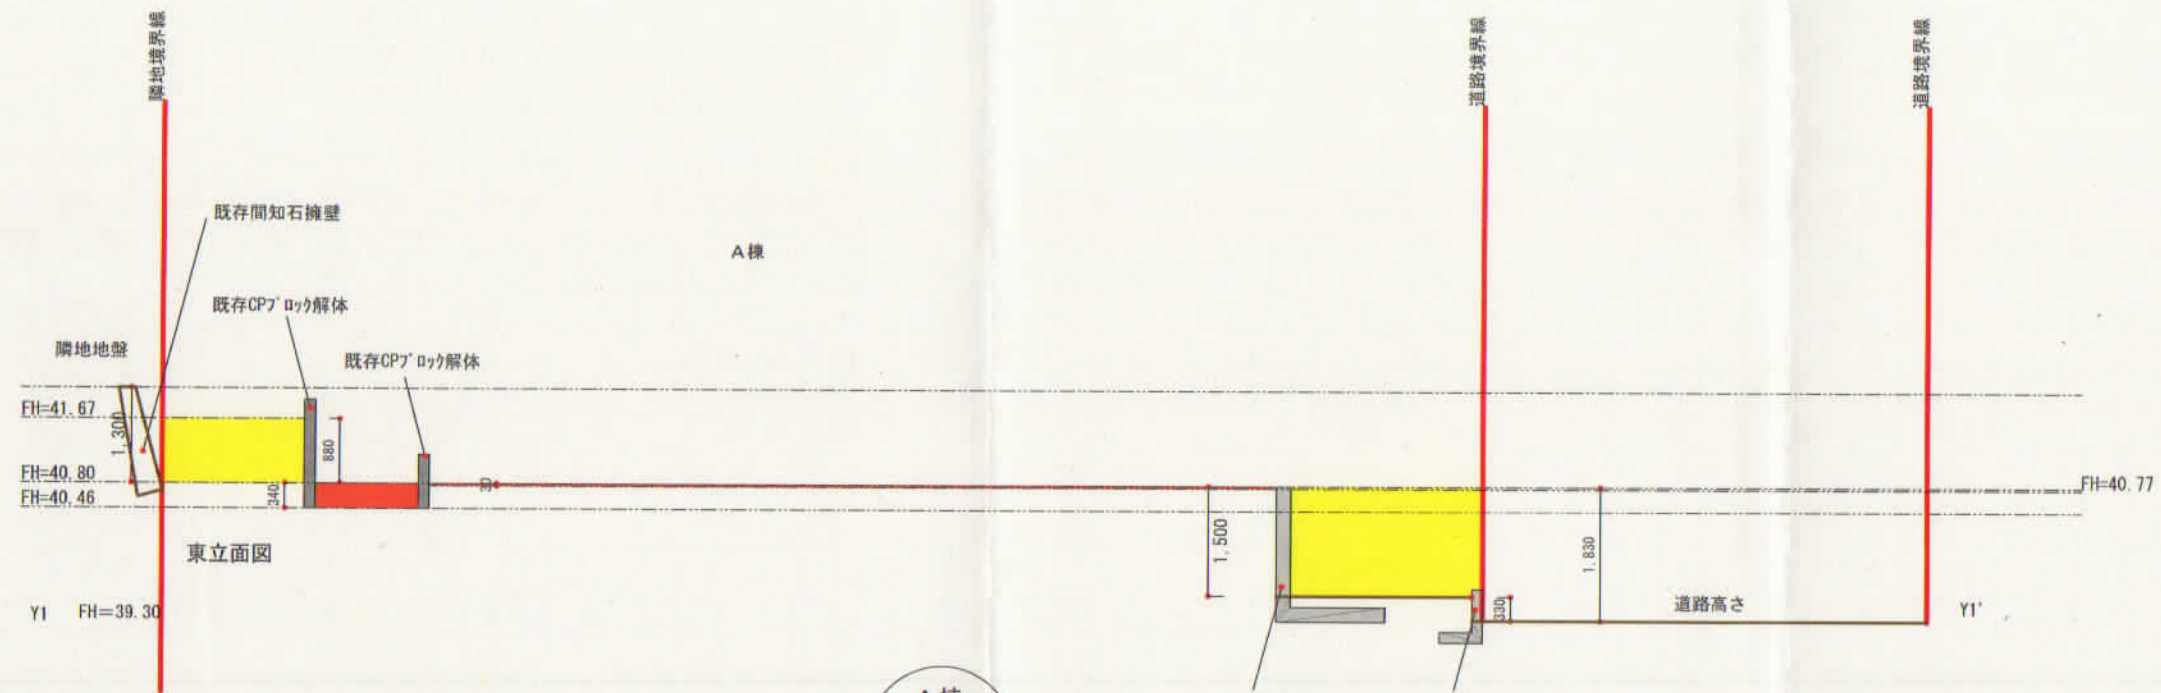 隣地境界線
道路境界線
道路境界線
既存間知石擁壁
A棟
既存CPブロック解体
隣地地盤
既存CPブロック解体
FH=41.67
1,300
880
FH=40.80
340
30
FH=40.77
FH=40.46
1,500
1,830
東立面図
330
道路高さ
Y1 FH=39.30
Y1'